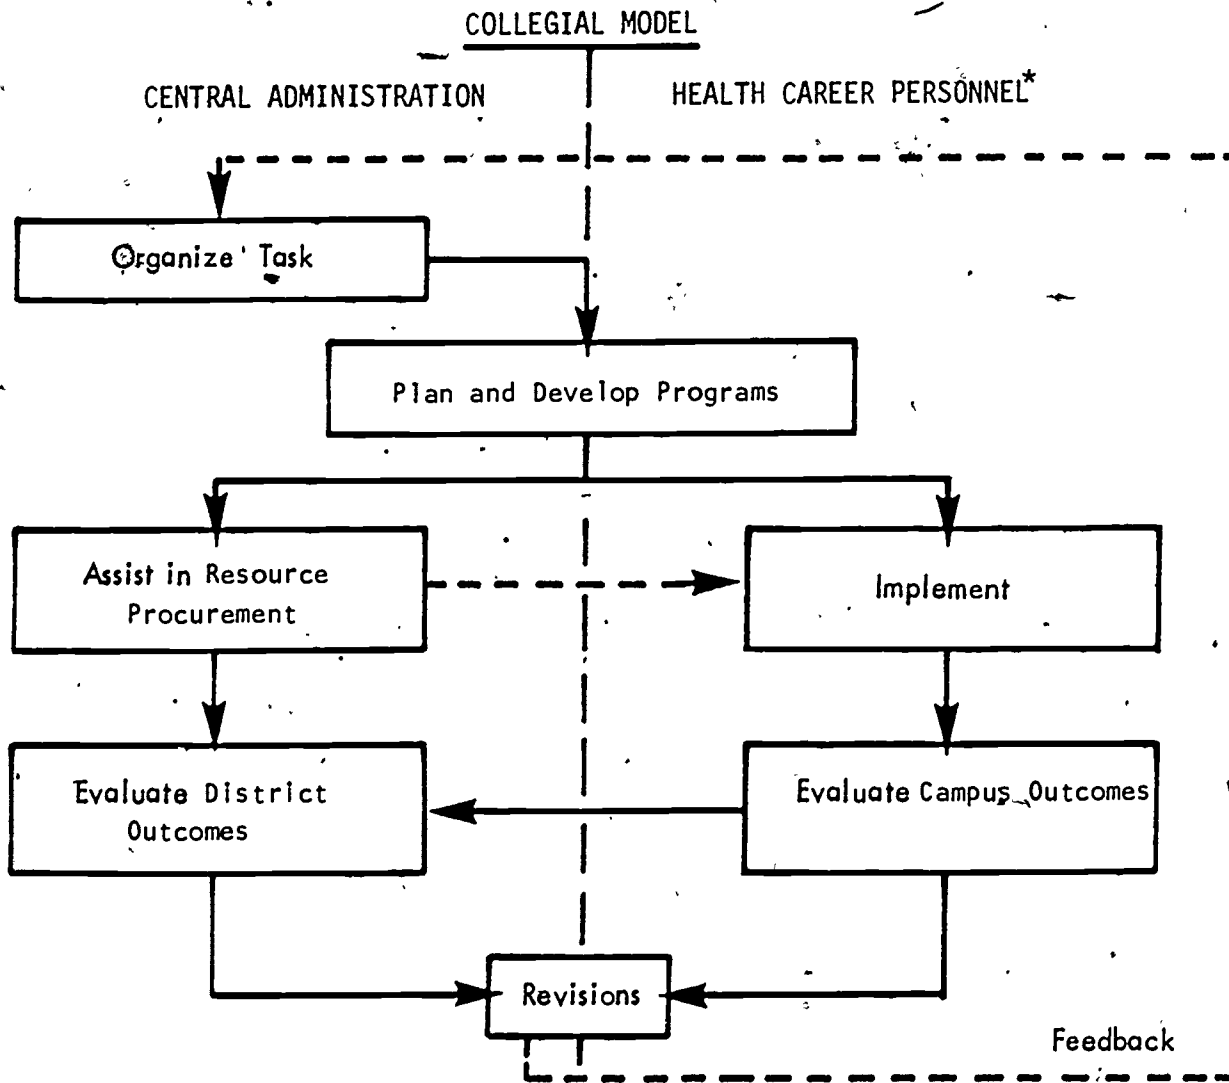 COLLEGIAL MODEL
CENTRAL ADMINISTRATION
HEALTH CAREER PERSONNEL*
Organize Task
Plan and Develop Programs
Assist in Resource
Procurement
Implement
Evaluate District
Outcomes
Evaluate Campus Outcomes
Revisions
Feedback